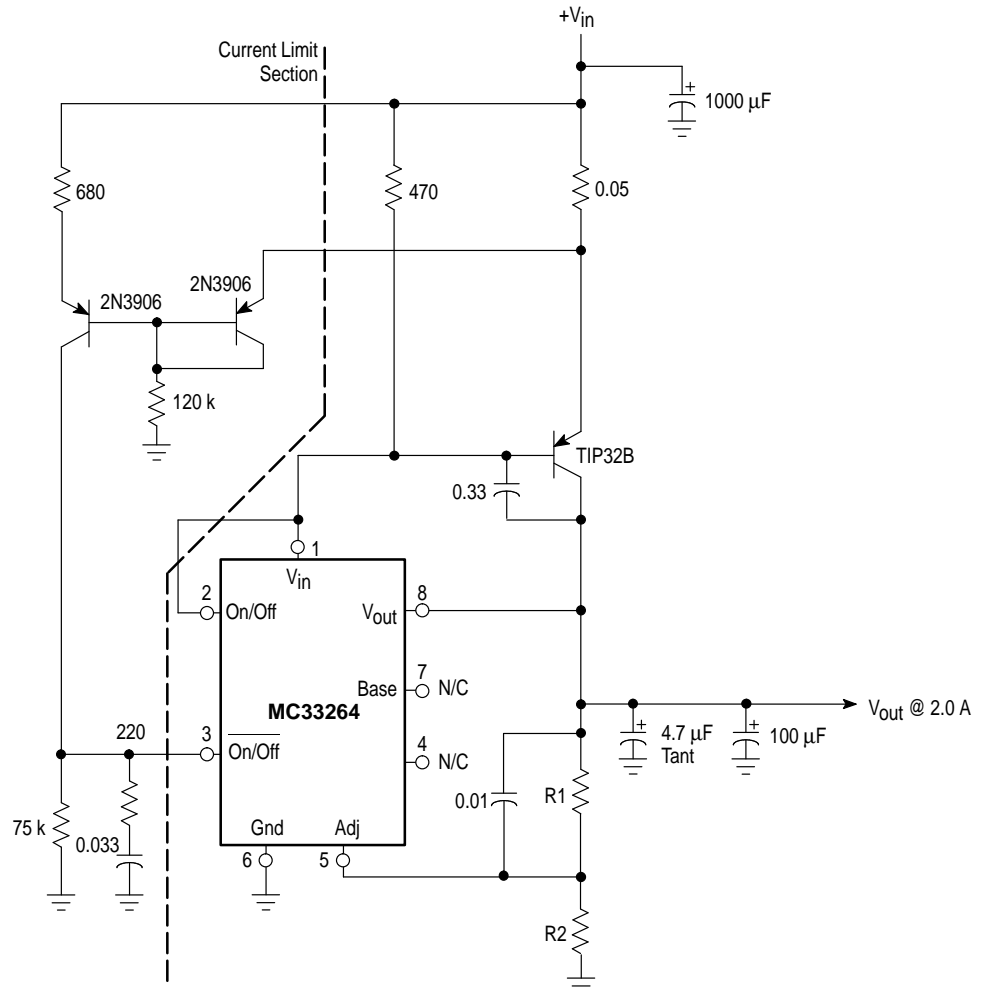 +Vin
Current Limit
Section
1000 μF
680
470
0.05
2N3906
2N3906
120 k
TIP32B
0.33
1
Vin
2
On/Off
8
Vout
7
Base
N/C
MC33264
Vout @ 2.0 A
220
3
On/Off
4
N/C
4.7 μF
Tant
100 μF
0.01
R1
75 k
0.033
Gnd
Adj
6
5
R2